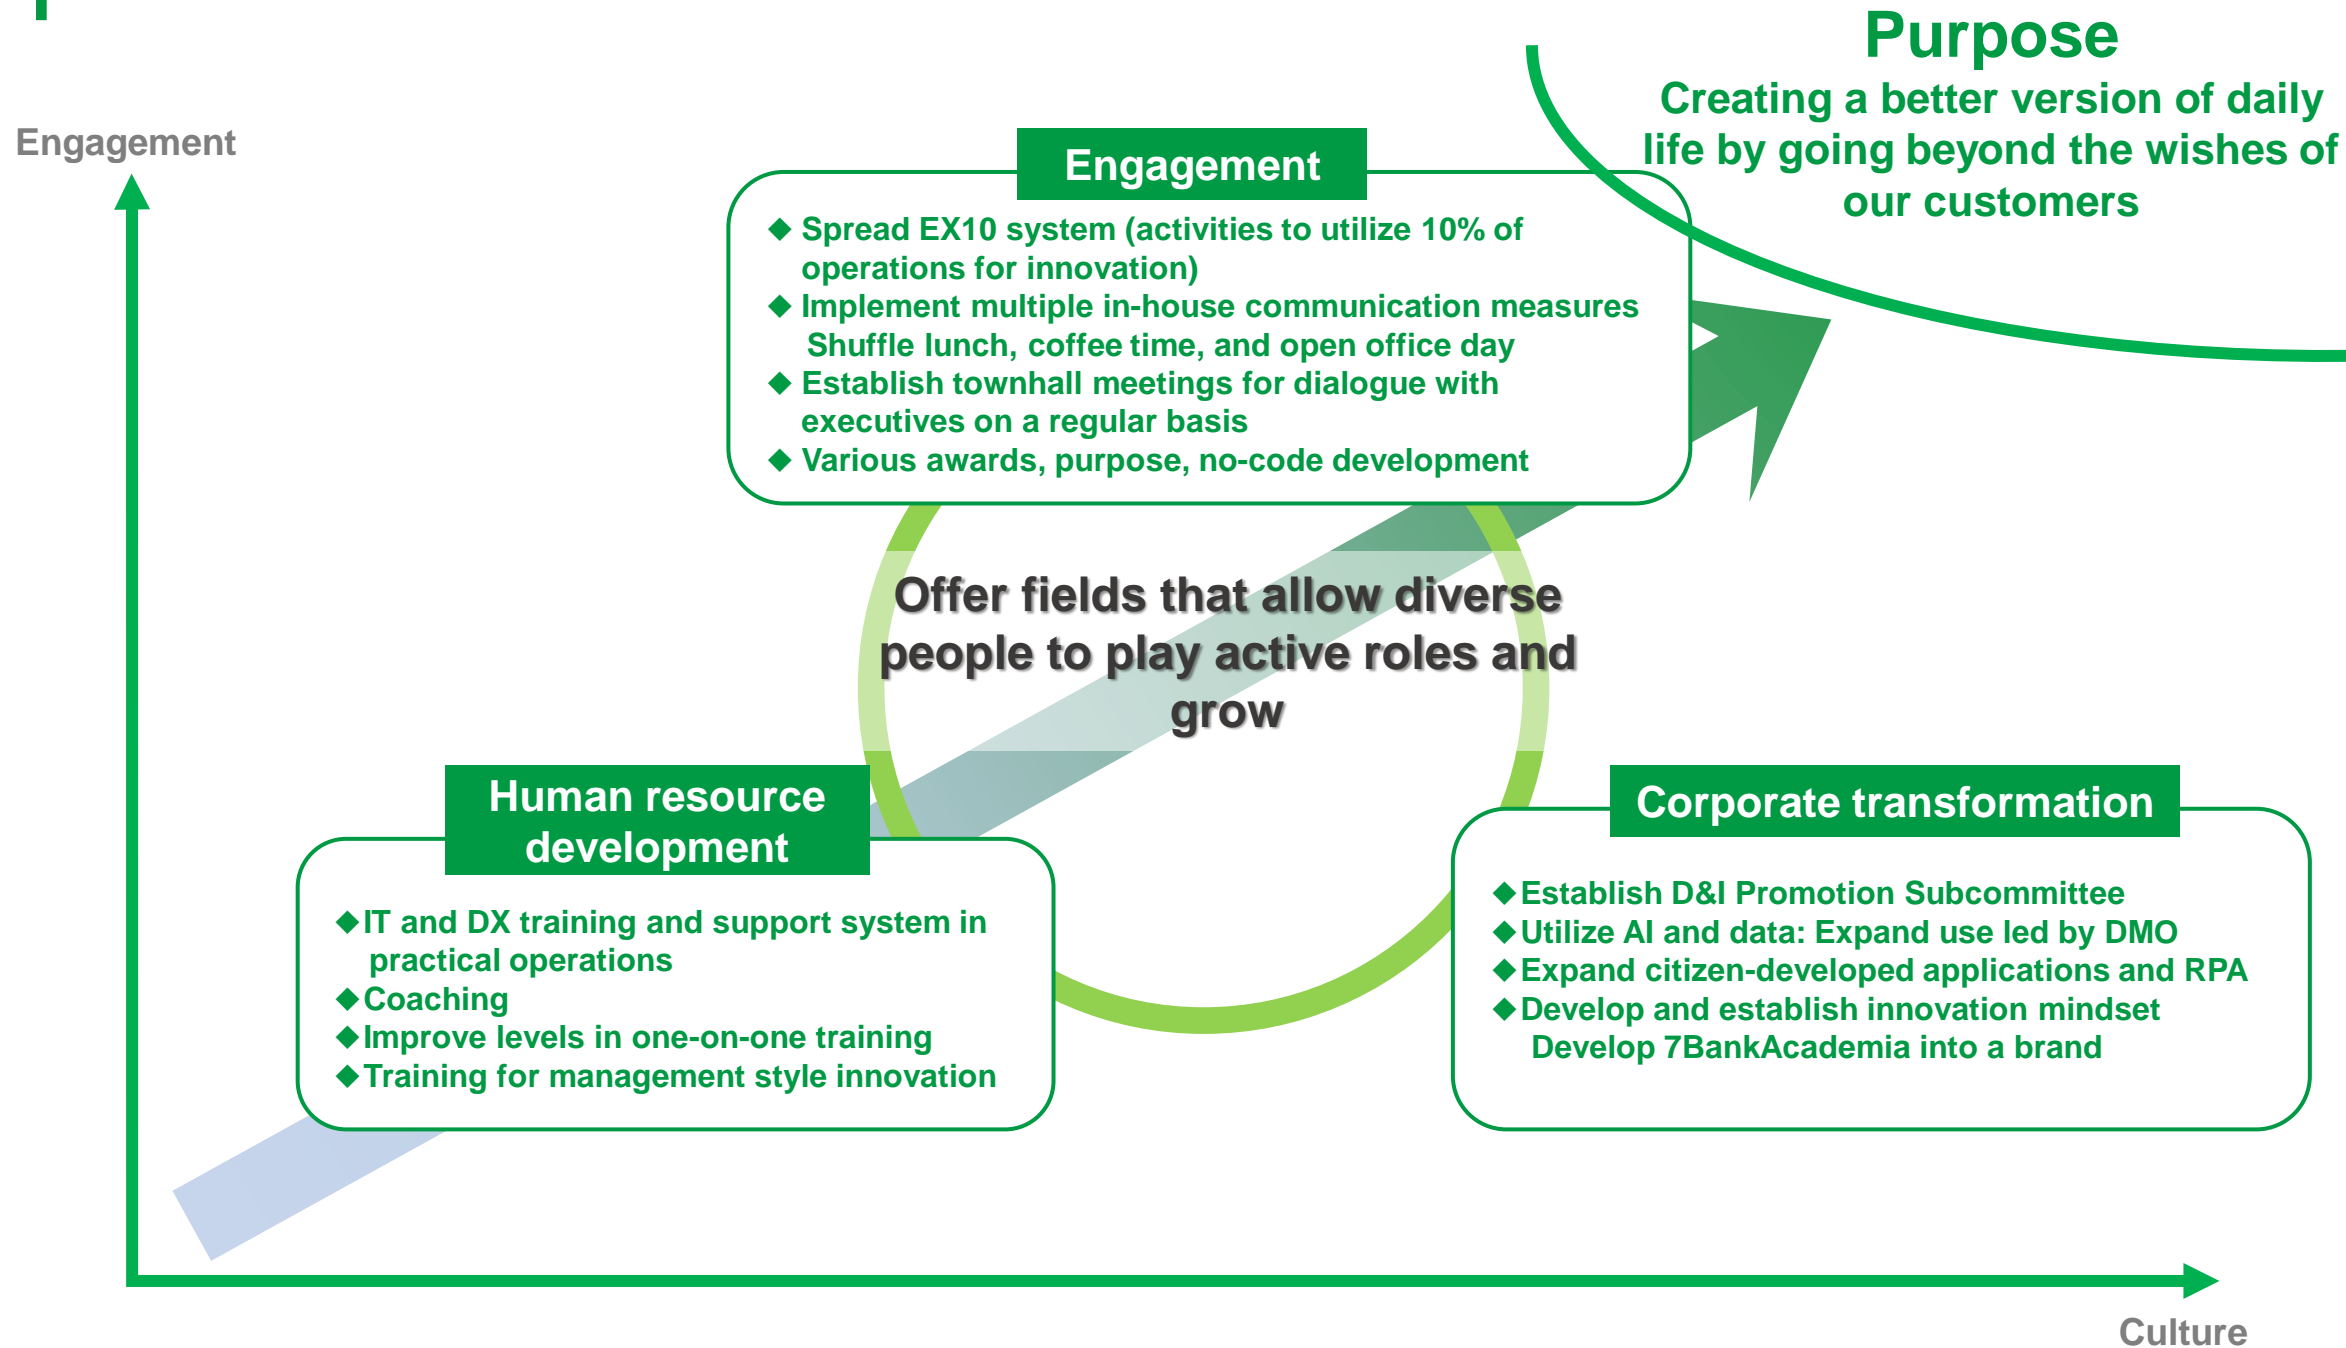 Purpose
Creating a better version of daily
life by going beyond the wishes of
our customers
Engagement
Engagement
◆ Spread EX10 system (activities to utilize 10% of
operations for innovation)
◆ Implement multiple in-house communication measures
Shuffle lunch, coffee time, and open office day
◆ Establish townhall meetings for dialogue with
executives on a regular basis
◆ Various awards, purpose, no-code development
Offer fields that allow diverse
people to play active roles and
grow
Human resource
development
◆IT and DX training and support system in
practical operations
◆Coaching
◆Improve levels in one-on-one training
◆Training for management style innovation
Corporate transformation
◆Establish D&I Promotion Subcommittee
◆Utilize AI and data: Expand use led by DMO
◆Expand citizen-developed applications and RPA
◆Develop and establish innovation mindset
Develop 7BankAcademia into a brand
Culture